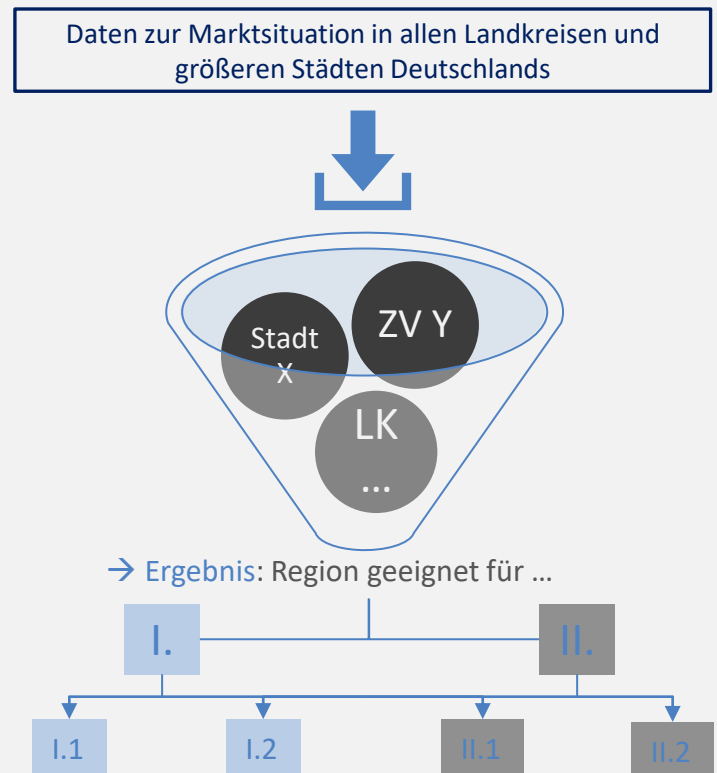 Daten zur Marktsituation in allen Landkreisen und
größeren Städten Deutschlands
ZV Y
Stadt
X
LK
...
→ Ergebnis: Region geeignet für ...
I.
II.
I.1
I.2
II.1
II.2